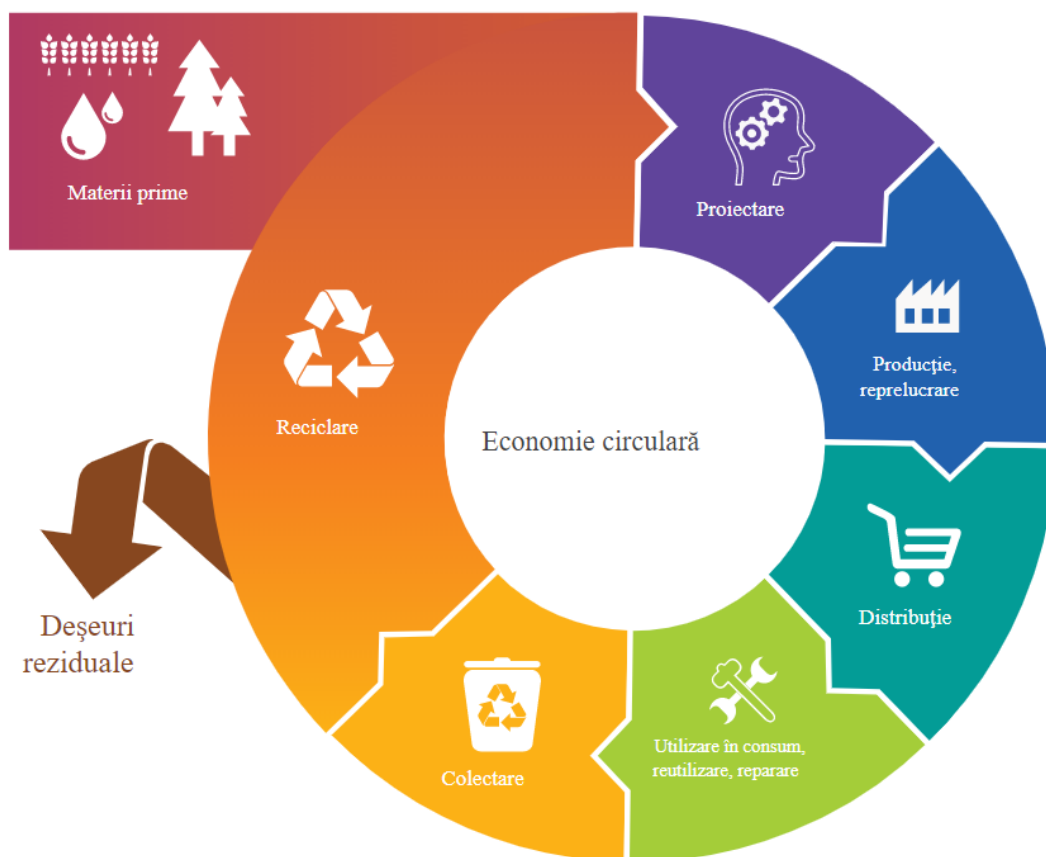 Materii prime
Proiectare
Producţie,
reprelucrare
Reciclare
Economie circulară
Distribuţie
Deşeuri
reziduale
Utilizare în consum,
reutilizare, reparare
Colectare